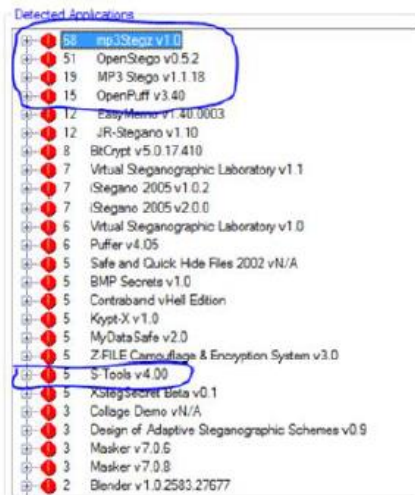 Detected Applications
68 mp3Stegz v1.0
51 OpenStego v0.5.2
19 MP3 Stego v1.1.18
15 OpenPuff v3.40
12 EasyMemo v1.40.0003
12 JR-Stegano v1.10
8 BitCrypt v5.0.17.410
7 Virtual Steganographic Laboratory v1.1
7 iStegano 2005 v1.0.2
7 iStegano 2005 v2.0.0
6 Virtual Steganographic Laboratory v1.0
6 Puffer v4.05
5 Safe and Quick Hide Files 2002 vN/A
5 BMP Secrets v1.0
5 Contraband vHell Edition
5 Krypt-X v1.0
5 MyDataSafe v2.0
5 Z-FILE Camouflage & Encryption System v3.0
5 S-Tools v4.00
5 XStegSecret Beta v0.1
3 Collage Demo vN/A
3 Design of Adaptive Steganographic Schemes v0.9
3 Masker v7.0.6
3 Masker v7.0.8
2 Blender v1.0.2583.27677